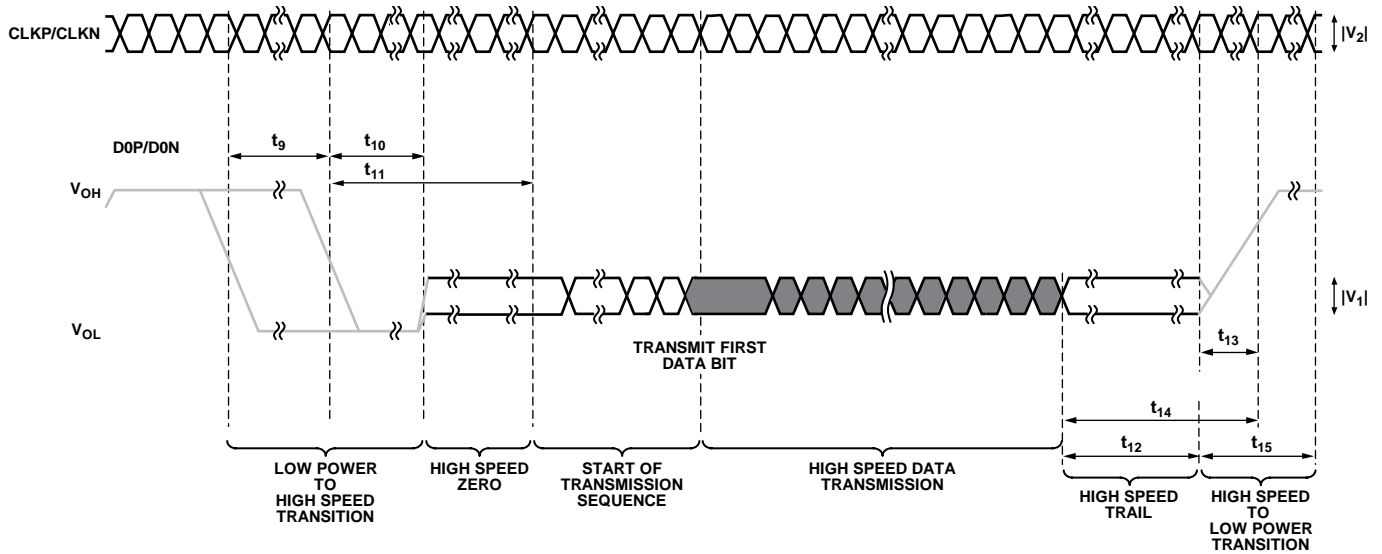 CLKP/CLKN
|V2|
D0P/D0N
t9
t10
t11
VOH
VOL
|V1|
TRANSMIT FIRST
DATA BIT
t13
t14
t12
t15
LOW POWER
TO
HIGH SPEED
TRANSITION
HIGH SPEED
ZERO
START OF
TRANSMISSION
SEQUENCE
HIGH SPEED DATA
TRANSMISSION
HIGH SPEED
TRAIL
HIGH SPEED
TO
LOW POWER
TRANSITION